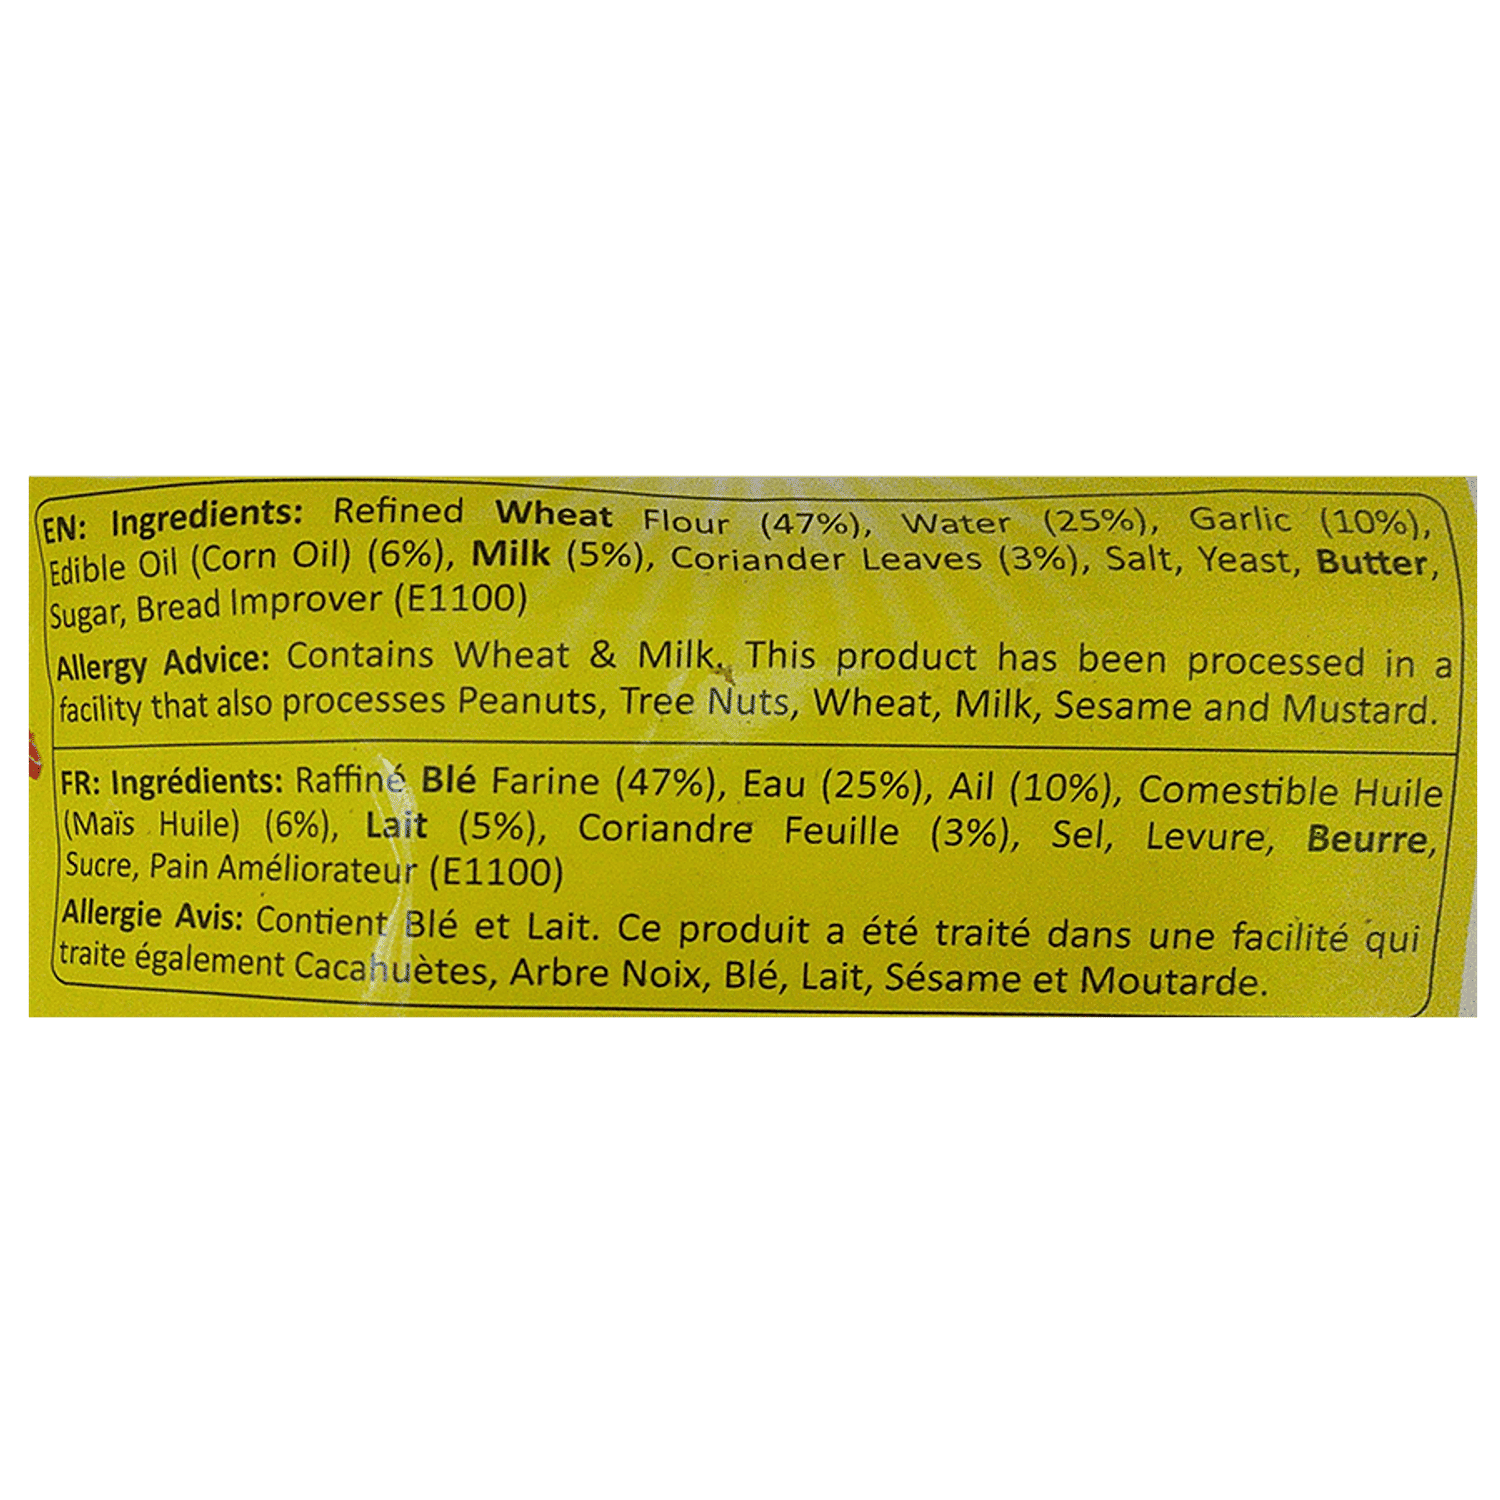 EN: Ingredients: Refined Wheat Flour (47%), Water (25%), Garlic (10%),
Edible Oil (Corn Oil) (6%), Milk (5%), Coriander Leaves (3%), Salt, Yeast, Butter,
Sugar, Bread Improver (E1100)
Allergy Advice: Contains Wheat & Milk. This product has been processed in a
facility that also processes Peanuts, Tree Nuts, Wheat, Milk, Sesame and Mustard.
FR: Ingrédients: Raffiné Blé Farine (47%), Eau (25%), Ail (10%), Comestible Huile
(Maïs Huile) (6%), Lait (5%), Coriandre Feuille (3%), Sel, Levure, Beurre,
Sucre, Pain Améliorateur (E1100)
Allergie Avis: Contient Blé et Lait. Ce produit a été traité dans une facilité qui
traite également Cacahuètes, Arbre Noix, Blé, Lait, Sésame et Moutarde.